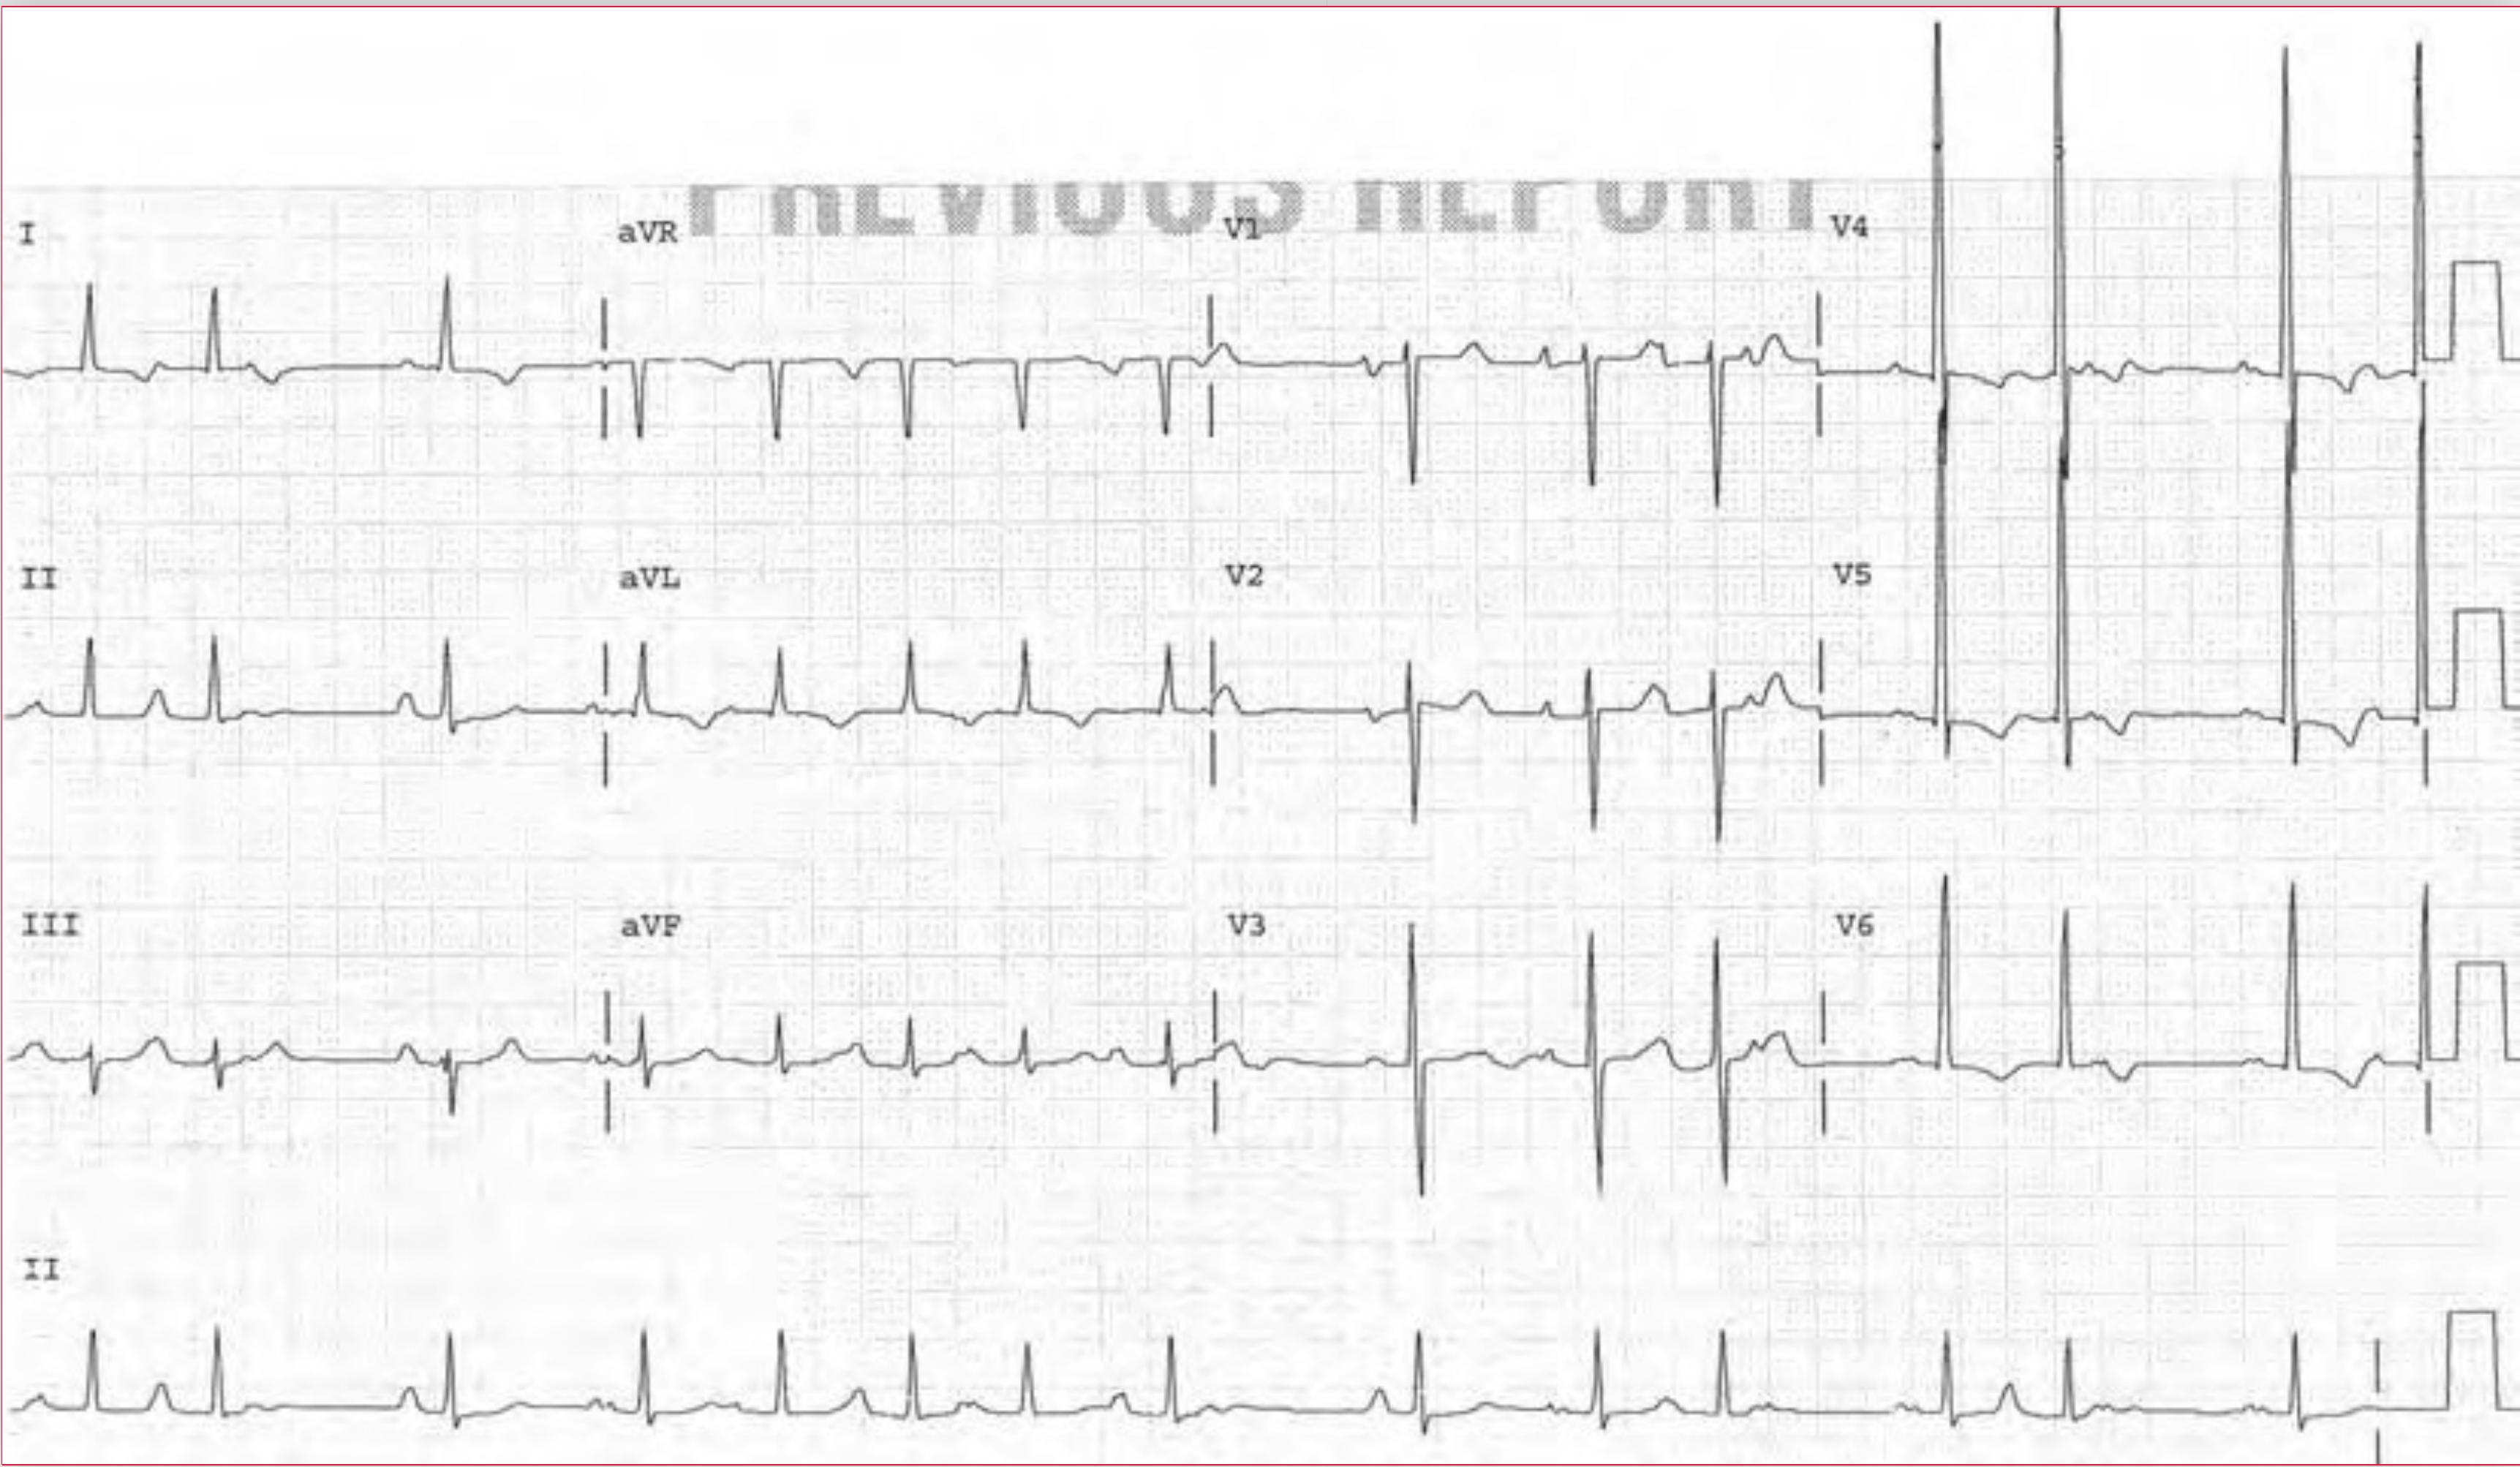 PREVIOUS REPORT
I aVR V1 V4
II aVL V2 V5
III aVF V3 V6
II